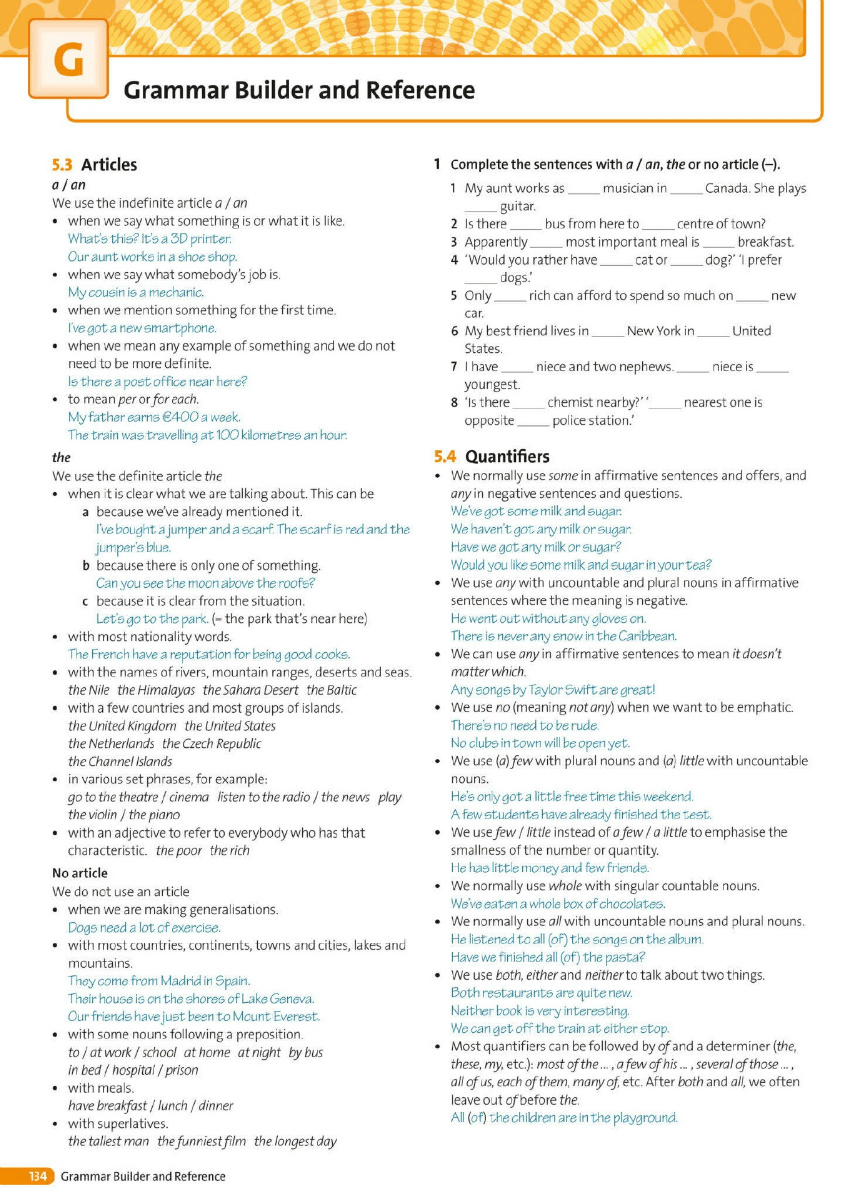 G
Grammar Builder and Reference
5.3 Articles
a / an
We use the indefinite article a / an
• when we say what something is or what it is like.
What's this? It's a 3D printer.
Our aunt works in a shoe shop.
• when we say what somebody's job is.
My cousin is a mechanic.
• when we mention something for the first time.
I've got a new smartphone.
• when we mean any example of something and we do not
need to be more definite.
Is there a post office near here?
• to mean per or for each.
My father earns €400 a week.
The train was travelling at 100 kilometres an hour.
the
We use the definite article the
• when it is clear what we are talking about. This can be
a because we've already mentioned it.
I've bought a jumper and a scarf. The scarf is red and the
jumper's blue.
b because there is only one of something.
Can you see the moon above the roofs?
c because it is clear from the situation.
Let's go to the park. (= the park that's near here)
• with most nationality words.
The French have a reputation for being good cooks.
• with the names of rivers, mountain ranges, deserts and seas.
the Nile the Himalayas the Sahara Desert the Baltic
• with a few countries and most groups of islands.
the United Kingdom the United States
the Netherlands the Czech Republic
the Channel Islands
• in various set phrases, for example:
go to the theatre / cinema listen to the radio / the news play
the violin / the piano
• with an adjective to refer to everybody who has that
characteristic. the poor the rich
No article
We do not use an article
• when we are making generalisations.
Dogs need a lot of exercise.
• with most countries, continents, towns and cities, lakes and
mountains.
They come from Madrid in Spain.
Their house is on the shores of Lake Geneva.
Our friends have just been to Mount Everest.
• with some nouns following a preposition.
to / at work / school at home at night by bus
in bed / hospital / prison
• with meals.
have breakfast / lunch / dinner
• with superlatives.
the tallest man the funniest film the longest day
1 Complete the sentences with a / an, the or no article (–).
1 My aunt works as _____ musician in _____ Canada. She plays
_____ guitar.
2 Is there _____ bus from here to _____ centre of town?
3 Apparently _____ most important meal is _____ breakfast.
4 'Would you rather have _____ cat or _____ dog?' 'I prefer
_____ dogs.'
5 Only _____ rich can afford to spend so much on _____ new
car.
6 My best friend lives in _____ New York in _____ United
States.
7 I have _____ niece and two nephews. _____ niece is _____
youngest.
8 'Is there _____ chemist nearby?' '_____ nearest one is
opposite _____ police station.'
5.4 Quantifiers
• We normally use some in affirmative sentences and offers, and
any in negative sentences and questions.
We've got some milk and sugar.
We haven't got any milk or sugar.
Have we got any milk or sugar?
Would you like some milk and sugar in your tea?
• We use any with uncountable and plural nouns in affirmative
sentences where the meaning is negative.
He went out without any gloves on.
There is never any snow in the Caribbean.
• We can use any in affirmative sentences to mean it doesn't
matter which.
Any songs by Taylor Swift are great!
• We use no (meaning not any) when we want to be emphatic.
There's no need to be rude.
No clubs in town will be open yet.
• We use (a) few with plural nouns and (a) little with uncountable
nouns.
He's only got a little free time this weekend.
A few students have already finished the test.
• We use few / little instead of a few / a little to emphasise the
smallness of the number or quantity.
He has little money and few friends.
• We normally use whole with singular countable nouns.
We've eaten a whole box of chocolates.
• We normally use all with uncountable nouns and plural nouns.
He listened to all (of) the songs on the album.
Have we finished all (of) the pasta?
• We use both, either and neither to talk about two things.
Both restaurants are quite new.
Neither book is very interesting.
We can get off the train at either stop.
• Most quantifiers can be followed by of and a determiner (the,
these, my, etc.): most of the ... , a few of his ... , several of those ... ,
all of us, each of them, many of, etc. After both and all, we often
leave out of before the.
All (of) the children are in the playground.
134 Grammar Builder and Reference